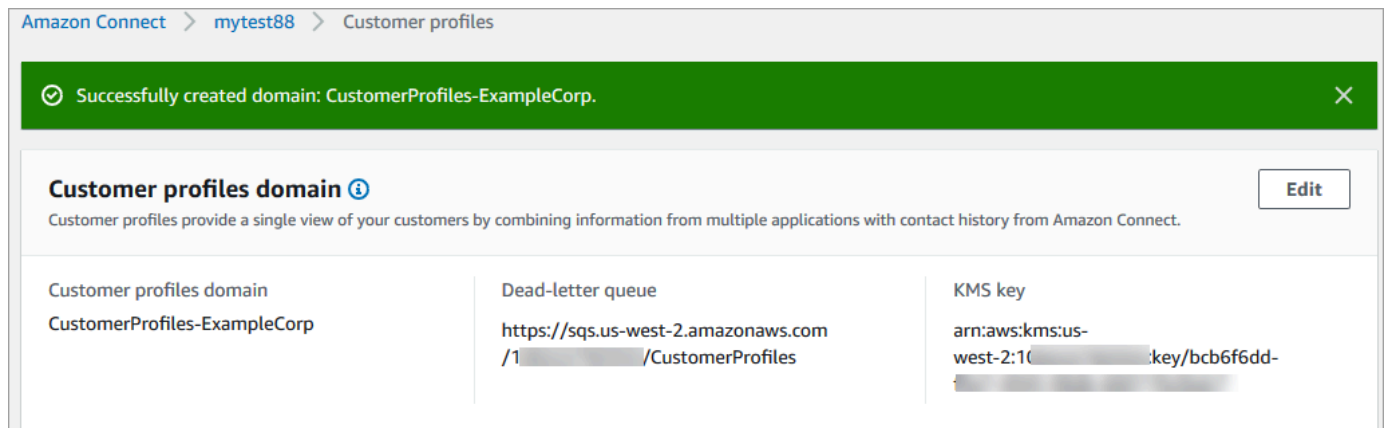 Amazon Connect > mytest88 > Customer profiles
Successfully created domain: CustomerProfiles-ExampleCorp.
Customer profiles domain
Edit
Customer profiles provide a single view of your customers by combining information from multiple applications with contact history from Amazon Connect.
Customer profiles domain
CustomerProfiles-ExampleCorp
Dead-letter queue
https://sqs.us-west-2.amazonaws.com
/1 /CustomerProfiles
KMS key
arn:aws:kms:us-
west-2:10 :key/bcb6f6dd-